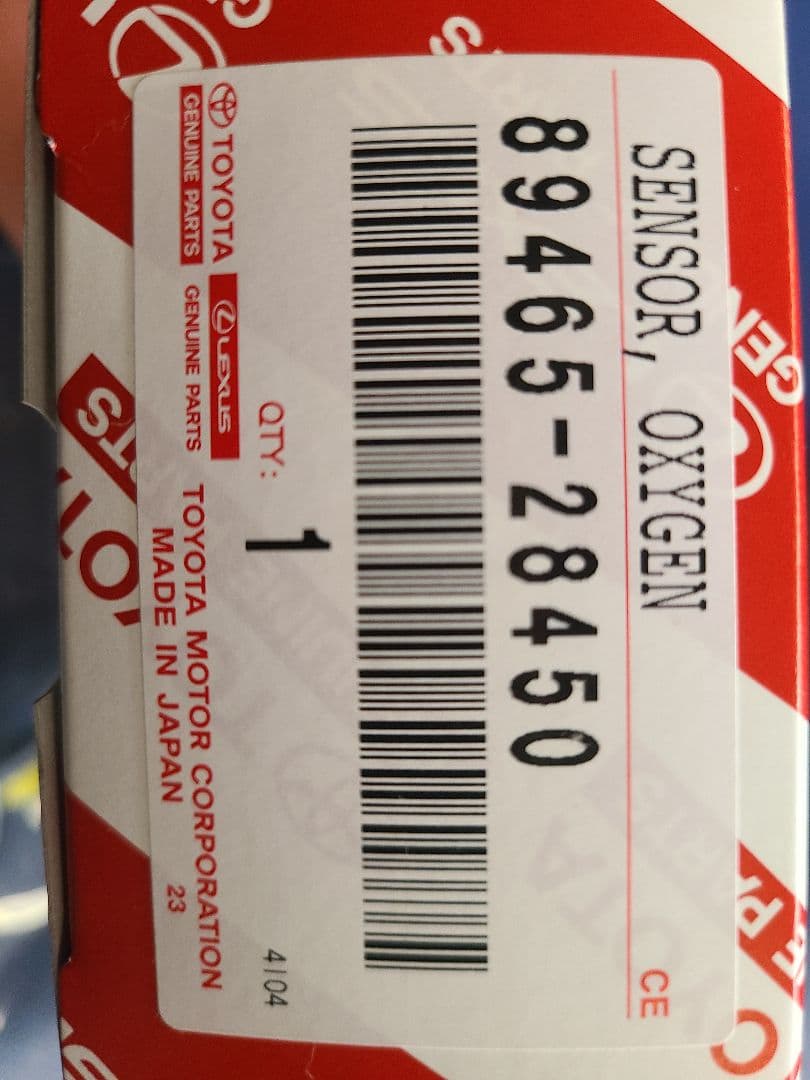 SENSOR, OXYGEN
CE
89465-28450
QTY: 1
4104
TOYOTA
GENUINE PARTS
LEXUS
GENUINE PARTS
TOYOTA MOTOR CORPORATION
MADE IN JAPAN
23